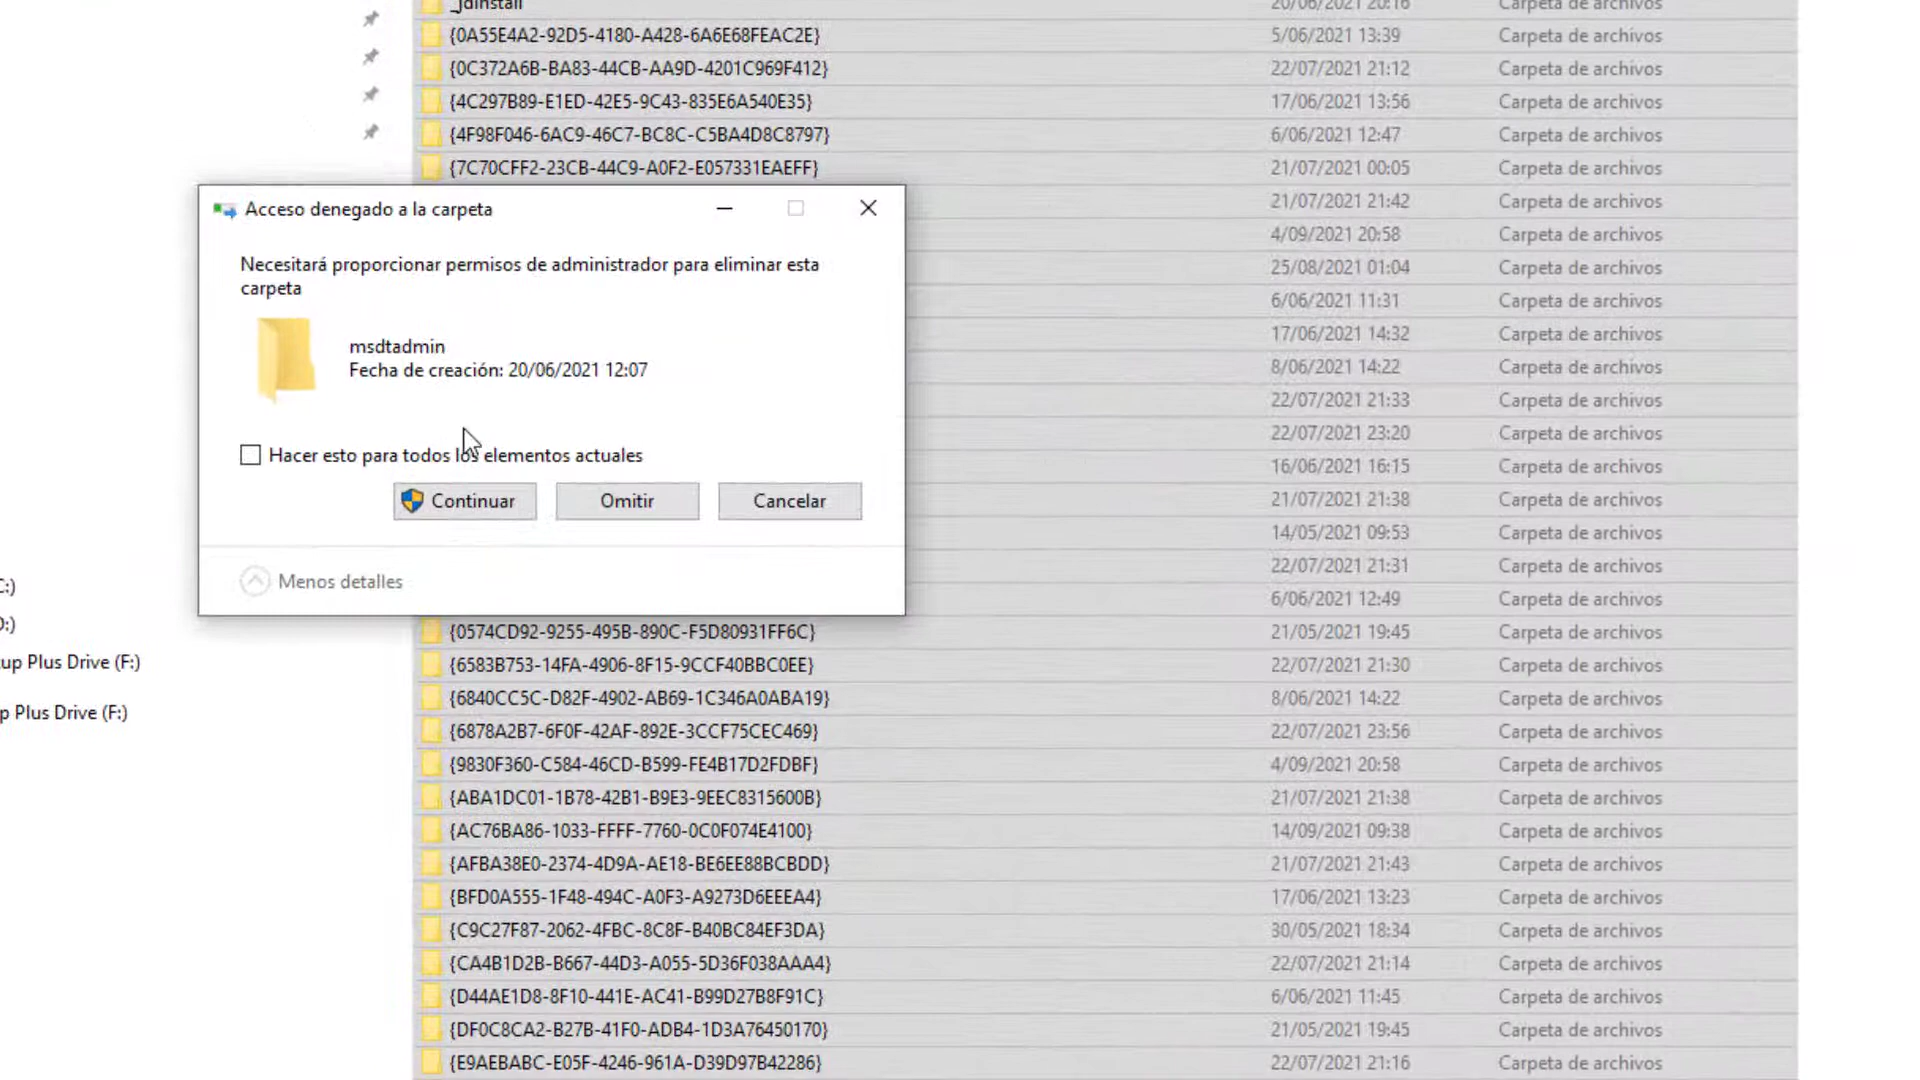 _jdinstall 20/06/2021 20:16 Carpeta de archivos
{0A55E4A2-92D5-4180-A428-6A6E68FEAC2E} 5/06/2021 13:39 Carpeta de archivos
{0C372A6B-BA83-44CB-AA9D-4201C969F412} 22/07/2021 21:12 Carpeta de archivos
{4C297B89-E1ED-42E5-9C43-835E6A540E35} 17/06/2021 13:56 Carpeta de archivos
{4F98F046-6AC9-46C7-BC8C-C5BA4D8C8797} 6/06/2021 12:47 Carpeta de archivos
{7C70CFF2-23CB-44C9-A0F2-E057331EAEFF} 21/07/2021 00:05 Carpeta de archivos
Acceso denegado a la carpeta
Necesitará proporcionar permisos de administrador para eliminar esta
carpeta
msdtadmin
Fecha de creación: 20/06/2021 12:07
Hacer esto para todos los elementos actuales
Continuar Omitir Cancelar
Menos detalles
21/07/2021 21:42 Carpeta de archivos
4/09/2021 20:58 Carpeta de archivos
25/08/2021 01:04 Carpeta de archivos
6/06/2021 11:31 Carpeta de archivos
17/06/2021 14:32 Carpeta de archivos
8/06/2021 14:22 Carpeta de archivos
22/07/2021 21:33 Carpeta de archivos
22/07/2021 23:20 Carpeta de archivos
16/06/2021 16:15 Carpeta de archivos
21/07/2021 21:38 Carpeta de archivos
14/05/2021 09:53 Carpeta de archivos
22/07/2021 21:31 Carpeta de archivos
6/06/2021 12:49 Carpeta de archivos
C:)
D:)
up Plus Drive (F:)
p Plus Drive (F:)
{0574CD92-9255-495B-890C-F5D80931FF6C} 21/05/2021 19:45 Carpeta de archivos
{6583B753-14FA-4906-8F15-9CCF40BBC0EE} 22/07/2021 21:30 Carpeta de archivos
{6840CC5C-D82F-4902-AB69-1C346A0ABA19} 8/06/2021 14:22 Carpeta de archivos
{6878A2B7-6F0F-42AF-892E-3CCF75CEC469} 22/07/2021 23:56 Carpeta de archivos
{9830F360-C584-46CD-B599-FE4B17D2FDBF} 4/09/2021 20:58 Carpeta de archivos
{ABA1DC01-1B78-42B1-B9E3-9EEC8315600B} 21/07/2021 21:38 Carpeta de archivos
{AC76BA86-1033-FFFF-7760-0C0F074E4100} 14/09/2021 09:38 Carpeta de archivos
{AFBA38E0-2374-4D9A-AE18-BE6EE88BCBDD} 21/07/2021 21:43 Carpeta de archivos
{BFD0A555-1F48-494C-A0F3-A9273D6EEEA4} 17/06/2021 13:23 Carpeta de archivos
{C9C27F87-2062-4FBC-8C8F-B40BC84EF3DA} 30/05/2021 18:34 Carpeta de archivos
{CA4B1D2B-B667-44D3-A055-5D36F038AAA4} 22/07/2021 21:14 Carpeta de archivos
{D44AE1D8-8F10-441E-AC41-B99D27B8F91C} 6/06/2021 11:45 Carpeta de archivos
{DF0C8CA2-B27B-41F0-ADB4-1D3A76450170} 21/05/2021 19:45 Carpeta de archivos
{E9AEBABC-E05F-4246-961A-D39D97B42286} 22/07/2021 21:16 Carpeta de archivos